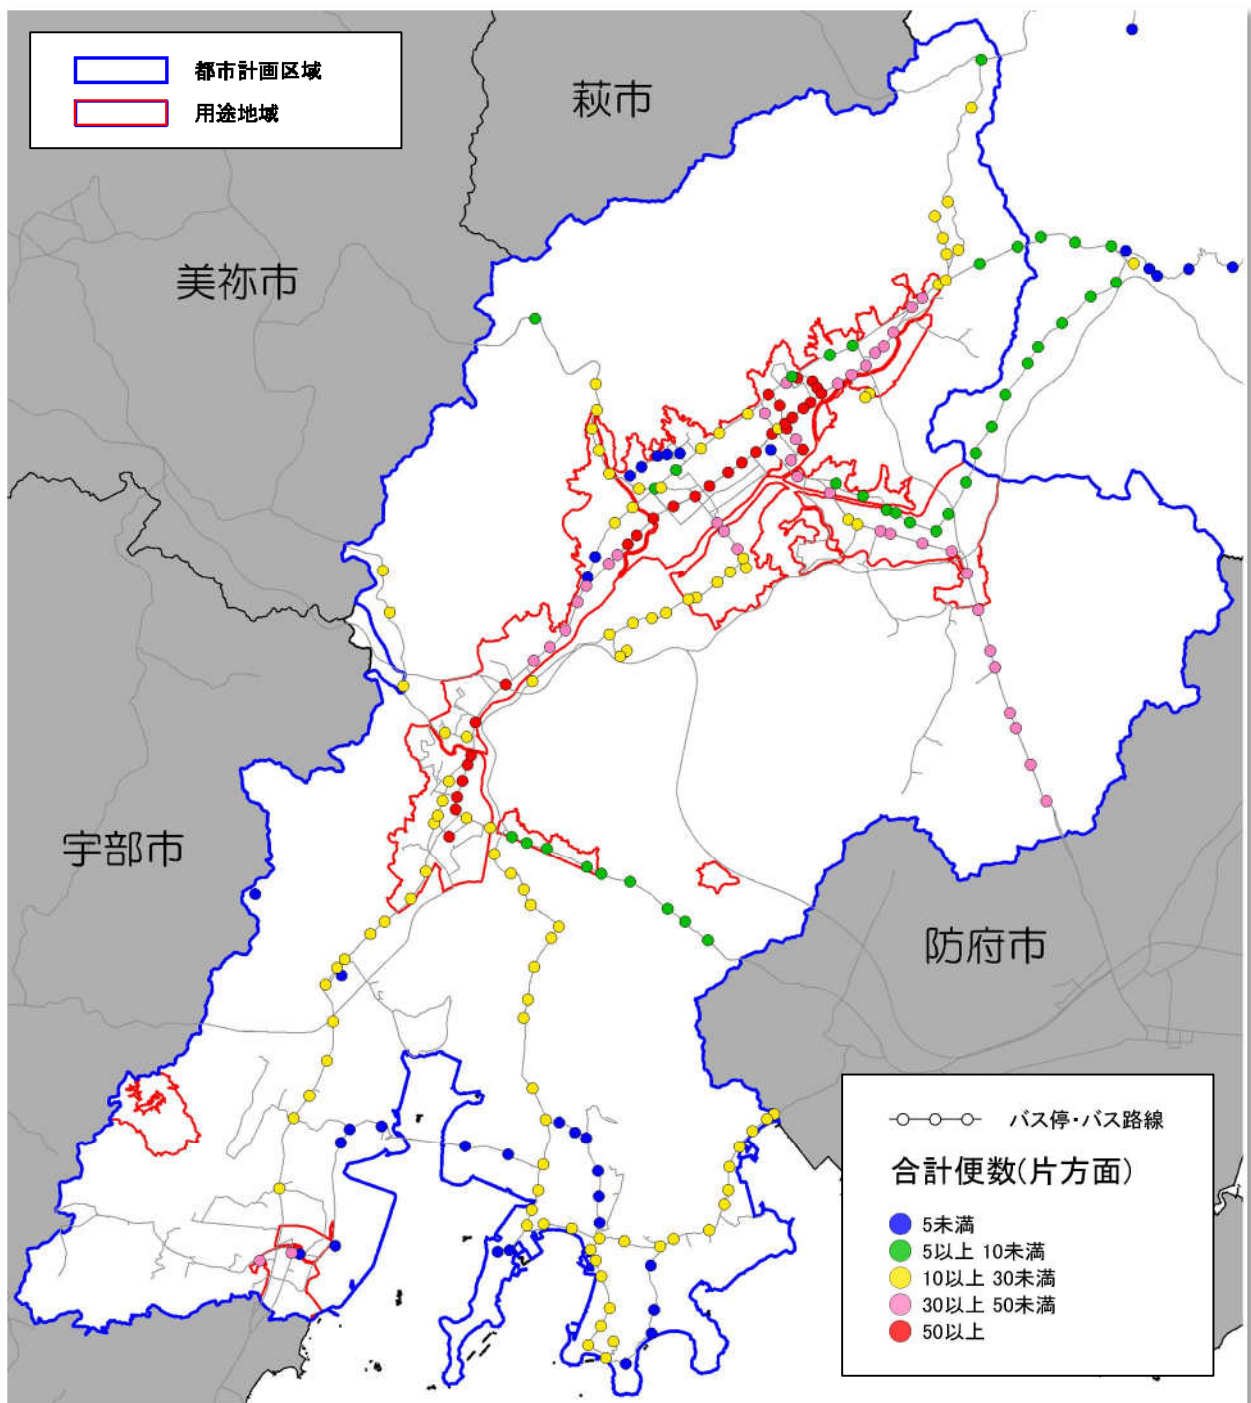 都市計画区域
用途地域
萩市
美祢市
宇部市
防府市
バス停・バス路線
合計便数(片方面)
5未満
5以上 10未満
10以上 30未満
30以上 50未満
50以上